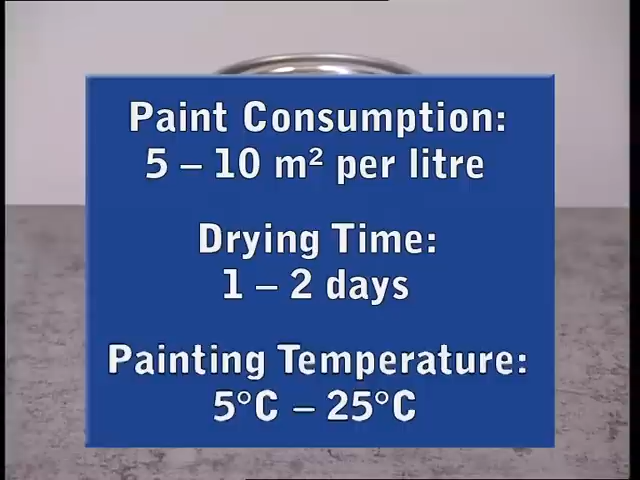 Paint Consumption:
5 – 10 m² per litre
Drying Time:
1 – 2 days
Painting Temperature:
5°C – 25°C